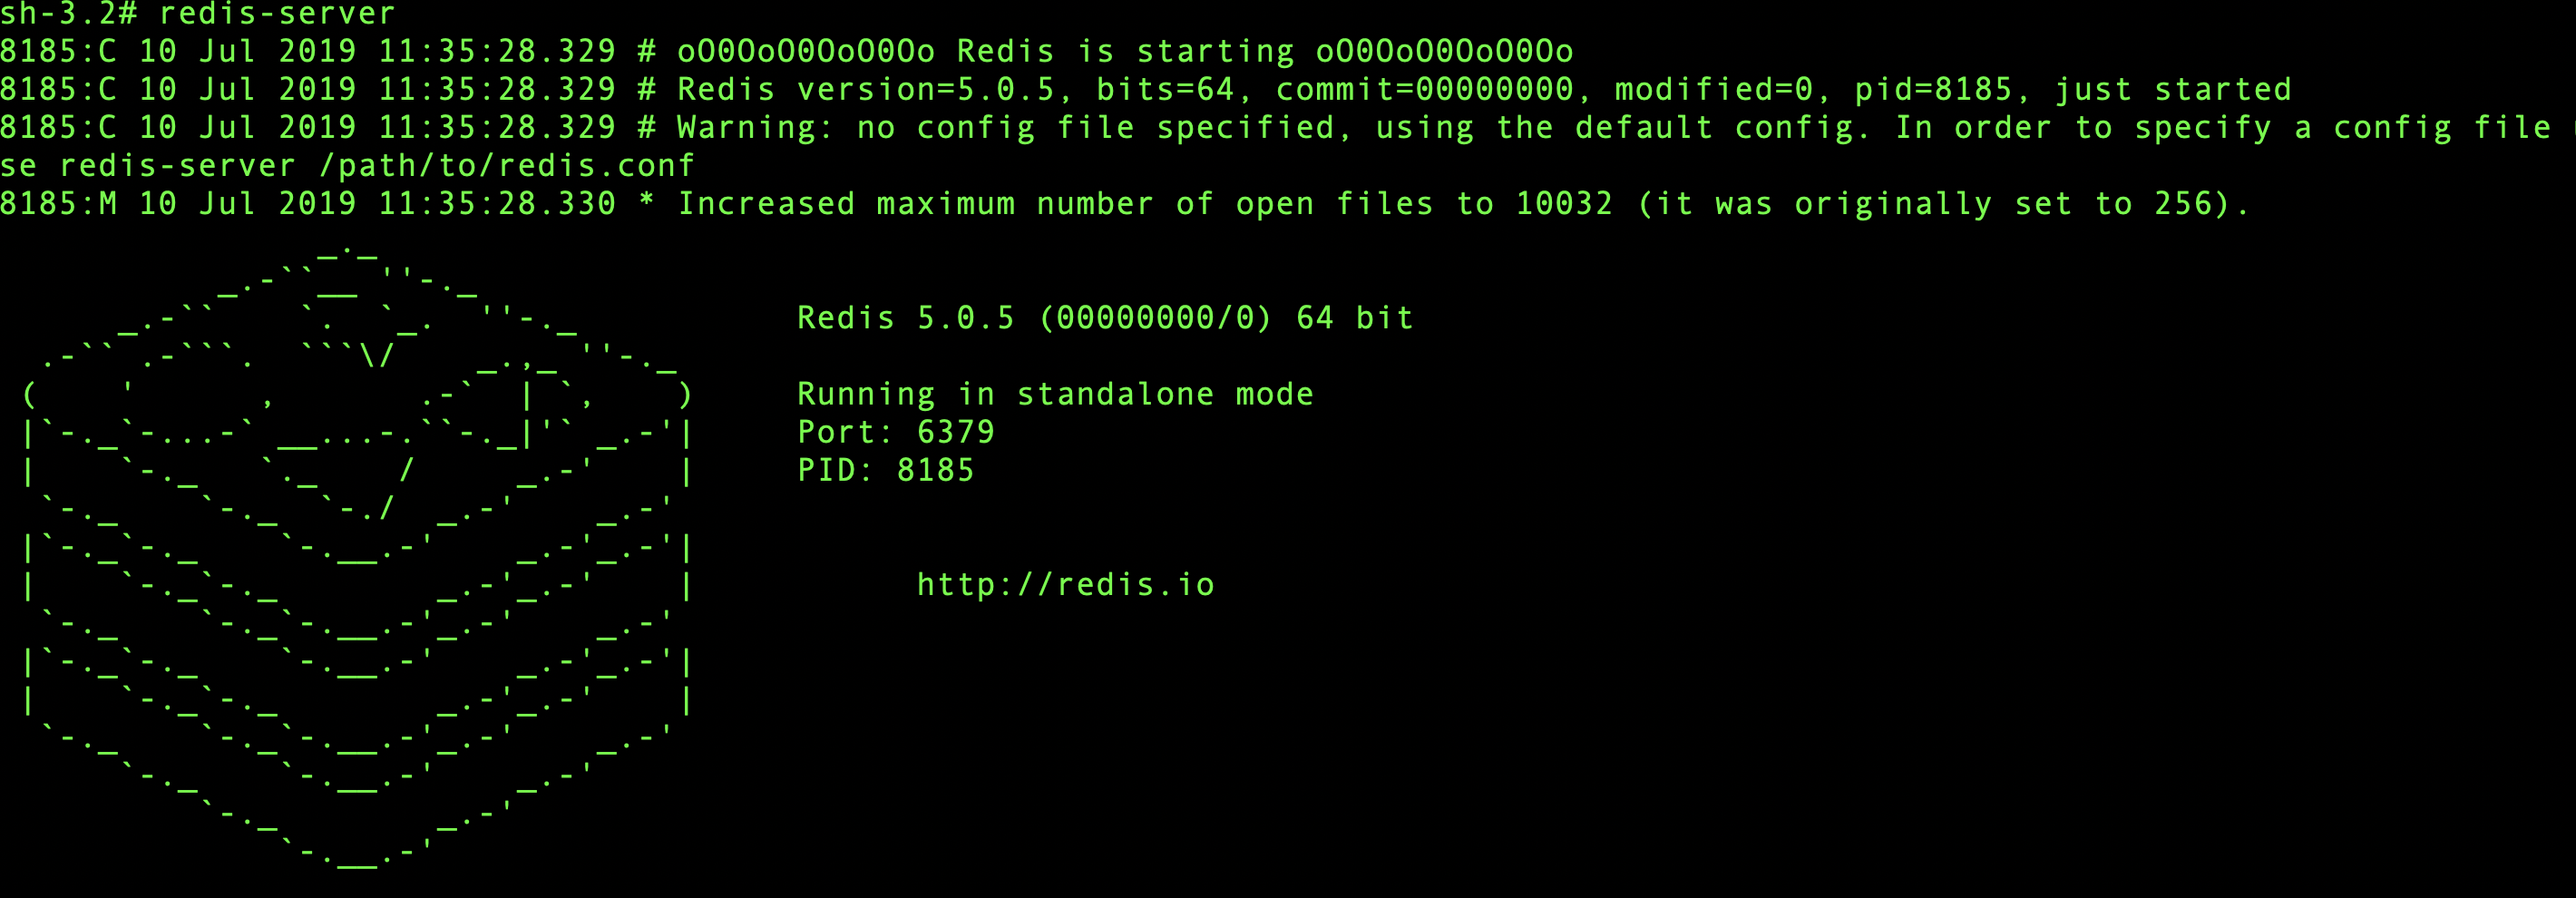 sh-3.2# redis-server
8185:C 10 Jul 2019 11:35:28.329 # oO0OoO0OoO0Oo Redis is starting oO0OoO0OoO0Oo
8185:C 10 Jul 2019 11:35:28.329 # Redis version=5.0.5, bits=64, commit=00000000, modified=0, pid=8185, just started
8185:C 10 Jul 2019 11:35:28.329 # Warning: no config file specified, using the default config. In order to specify a config file u
se redis-server /path/to/redis.conf
8185:M 10 Jul 2019 11:35:28.330 * Increased maximum number of open files to 10032 (it was originally set to 256).
Redis 5.0.5 (00000000/0) 64 bit
Running in standalone mode
Port: 6379
PID: 8185
http://redis.io